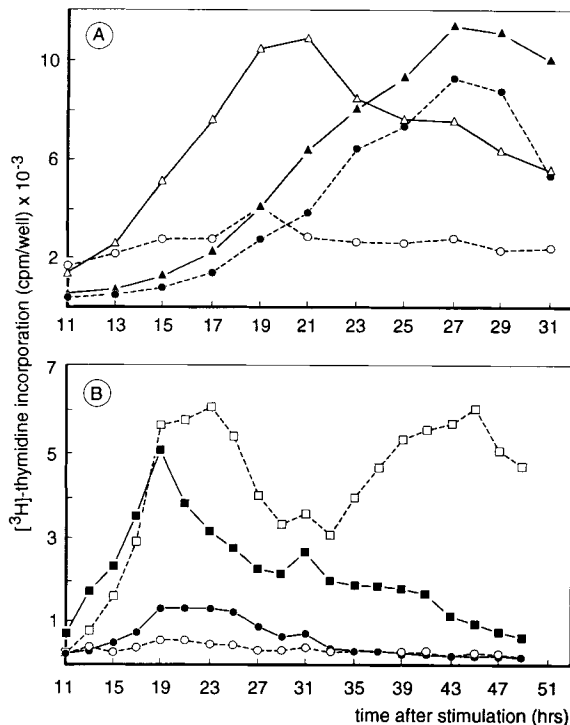 A
10
6
2
11 13 15 17 19 21 23 25 27 29 31
[³H]-thymidine incorporation (cpm/well) x 10⁻³
B
7
5
3
1
11 15 19 23 27 31 35 39 43 47 51
time after stimulation (hrs)